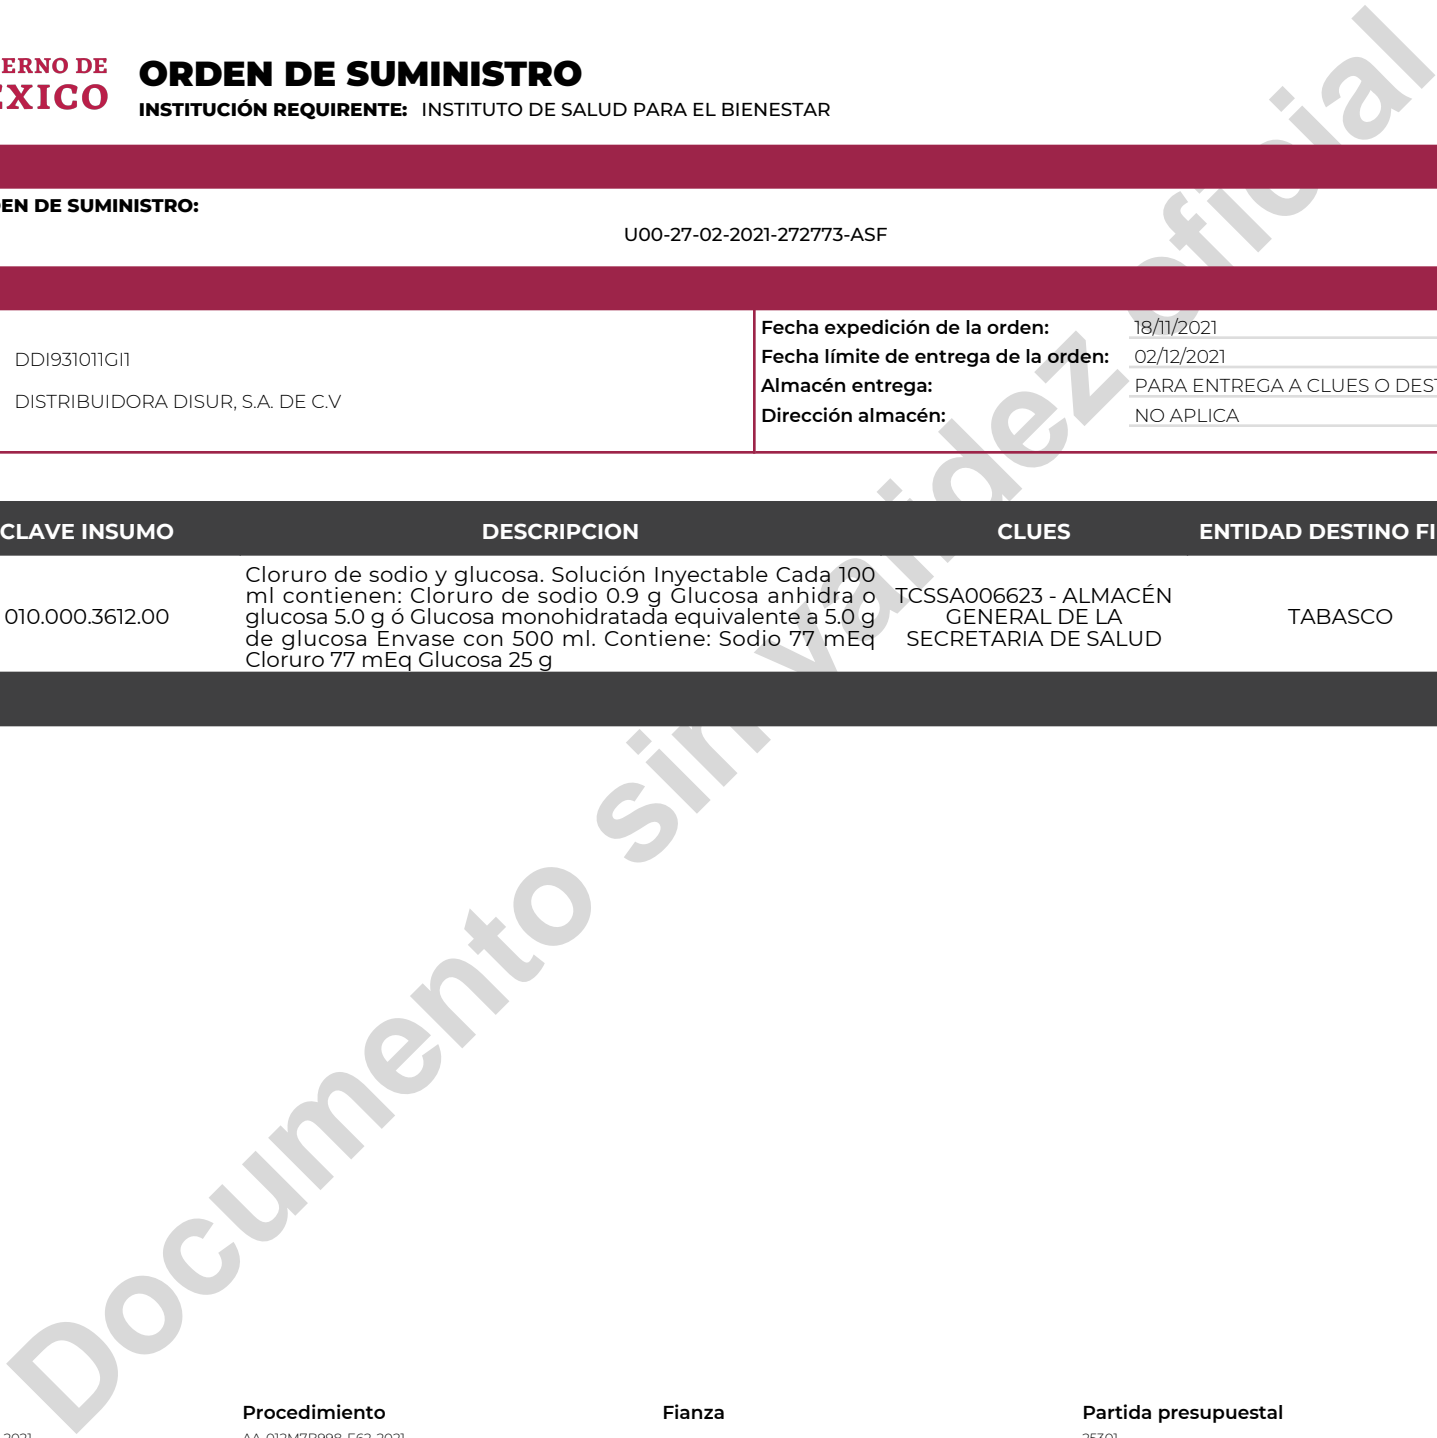 ERNO DE
EXICO
ORDEN DE SUMINISTRO
INSTITUCIÓN REQUIRENTE: INSTITUTO DE SALUD PARA EL BIENESTAR
EN DE SUMINISTRO:
U00-27-02-2021-272773-ASF
DDI931011GI1
DISTRIBUIDORA DISUR, S.A. DE C.V
Fecha expedición de la orden: 18/11/2021
Fecha límite de entrega de la orden: 02/12/2021
Almacén entrega: PARA ENTREGA A CLUES O DEST
Dirección almacén: NO APLICA
CLAVE INSUMO DESCRIPCION CLUES ENTIDAD DESTINO FI
010.000.3612.00
Cloruro de sodio y glucosa. Solución Inyectable Cada 100
ml contienen: Cloruro de sodio 0.9 g Glucosa anhidra o
glucosa 5.0 g ó Glucosa monohidratada equivalente a 5.0 g
de glucosa Envase con 500 ml. Contiene: Sodio 77 mEq
Cloruro 77 mEq Glucosa 25 g
TCSSA006623 - ALMACÉN
GENERAL DE LA
SECRETARIA DE SALUD
TABASCO
Documento sin validez oficial
Procedimiento Fianza Partida presupuestal